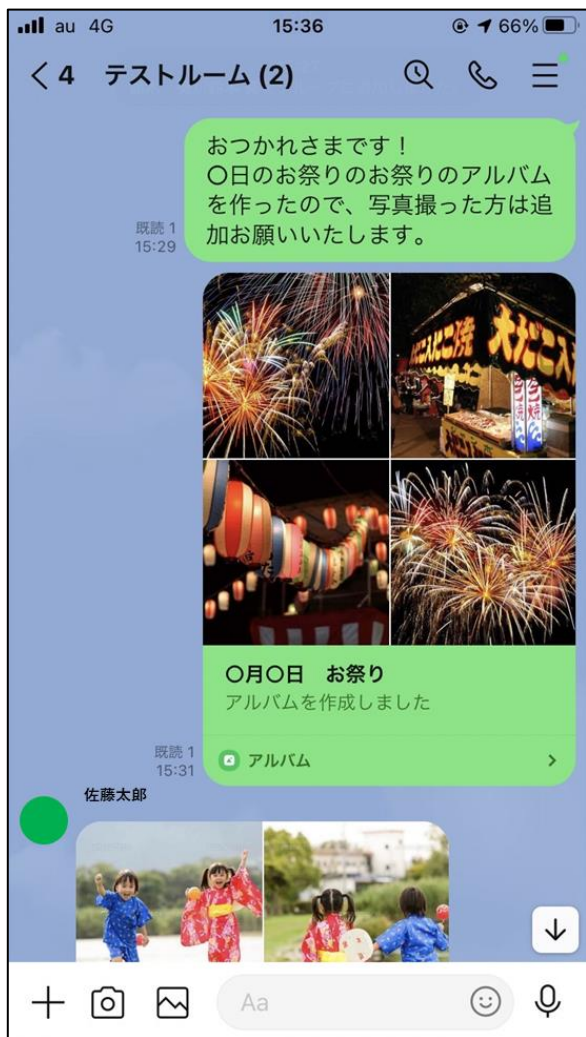 au 4G 15:36 66%
4 テストルーム (2)
おつかれさまです！
〇日のお祭りのお祭りのアルバム
を作ったので、写真撮った方は追
加お願いいたします。
既読 1
15:29
大だこ入
〇月〇日　お祭り
アルバムを作成しました
既読 1
15:31
アルバム
佐藤太郎
Aa